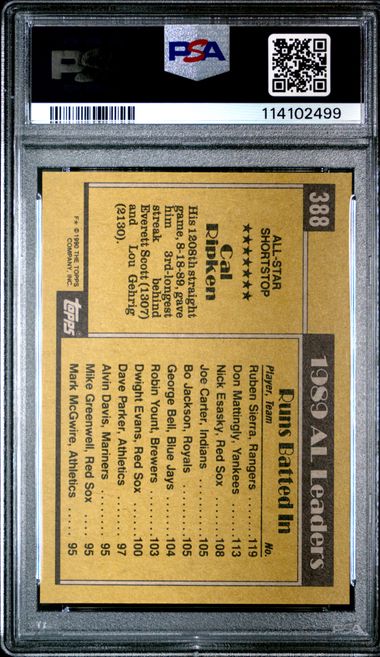 PSA
114102499
388
ALL-STAR
SHORTSTOP
★★★★★★★
Cal
Ripken
His 1208th straight
game, 8-18-89, gave
him 3rd-longest
streak behind
Everett Scott (1307)
and Lou Gehrig
(2130).
F* © 1990 THE TOPPS
COMPANY, INC.
topps
1989 AL Leaders
Runs Batted In
Player, Team No.
Ruben Sierra, Rangers . . . 119
Don Mattingly, Yankees . . . . 113
Nick Esasky, Red Sox . . . . . 108
Joe Carter, Indians . . . . . . . 105
Bo Jackson, Royals . . . . . . 105
George Bell, Blue Jays . . . . 104
Robin Yount, Brewers . . . . . 103
Dwight Evans, Red Sox . . . 100
Dave Parker, Athletics . . . . . 97
Alvin Davis, Mariners . . . . . . 95
Mike Greenwell, Red Sox . . . 95
Mark McGwire, Athletics . . . . 95